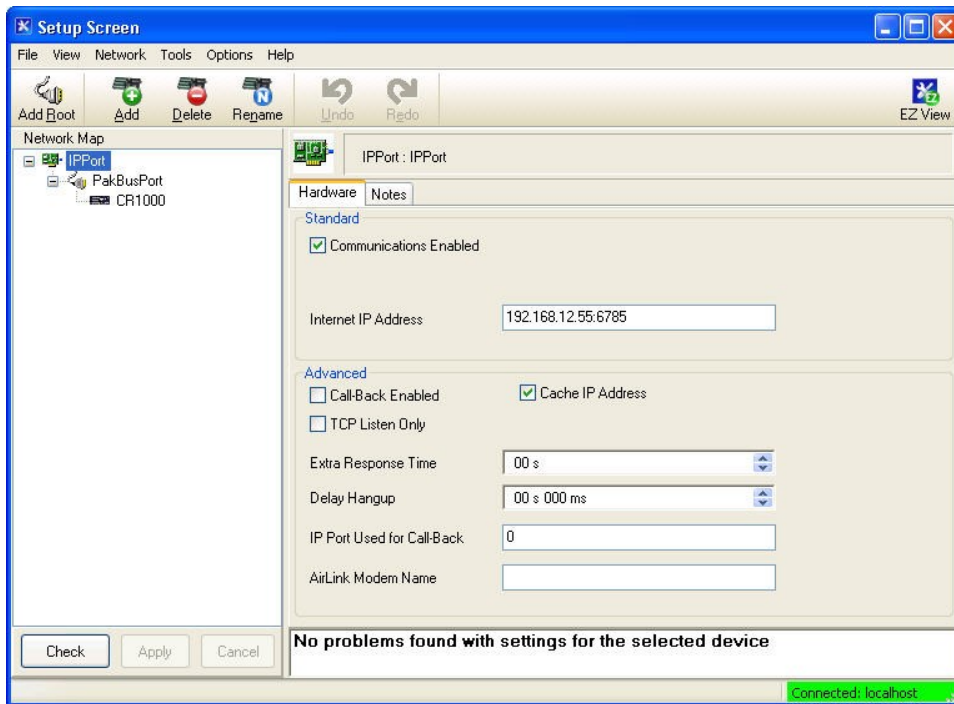 Setup Screen
File View Network Tools Options Help
Add Root Add Delete Rename Undo Redo EZ View
Network Map
IPPort
PakBusPort
CR1000
IPPort : IPPort
Hardware Notes
Standard
Communications Enabled
Internet IP Address 192.168.12.55:6785
Advanced
Call-Back Enabled Cache IP Address
TCP Listen Only
Extra Response Time 00 s
Delay Hangup 00 s 000 ms
IP Port Used for Call-Back 0
AirLink Modem Name
Check Apply Cancel
No problems found with settings for the selected device
Connected: localhost